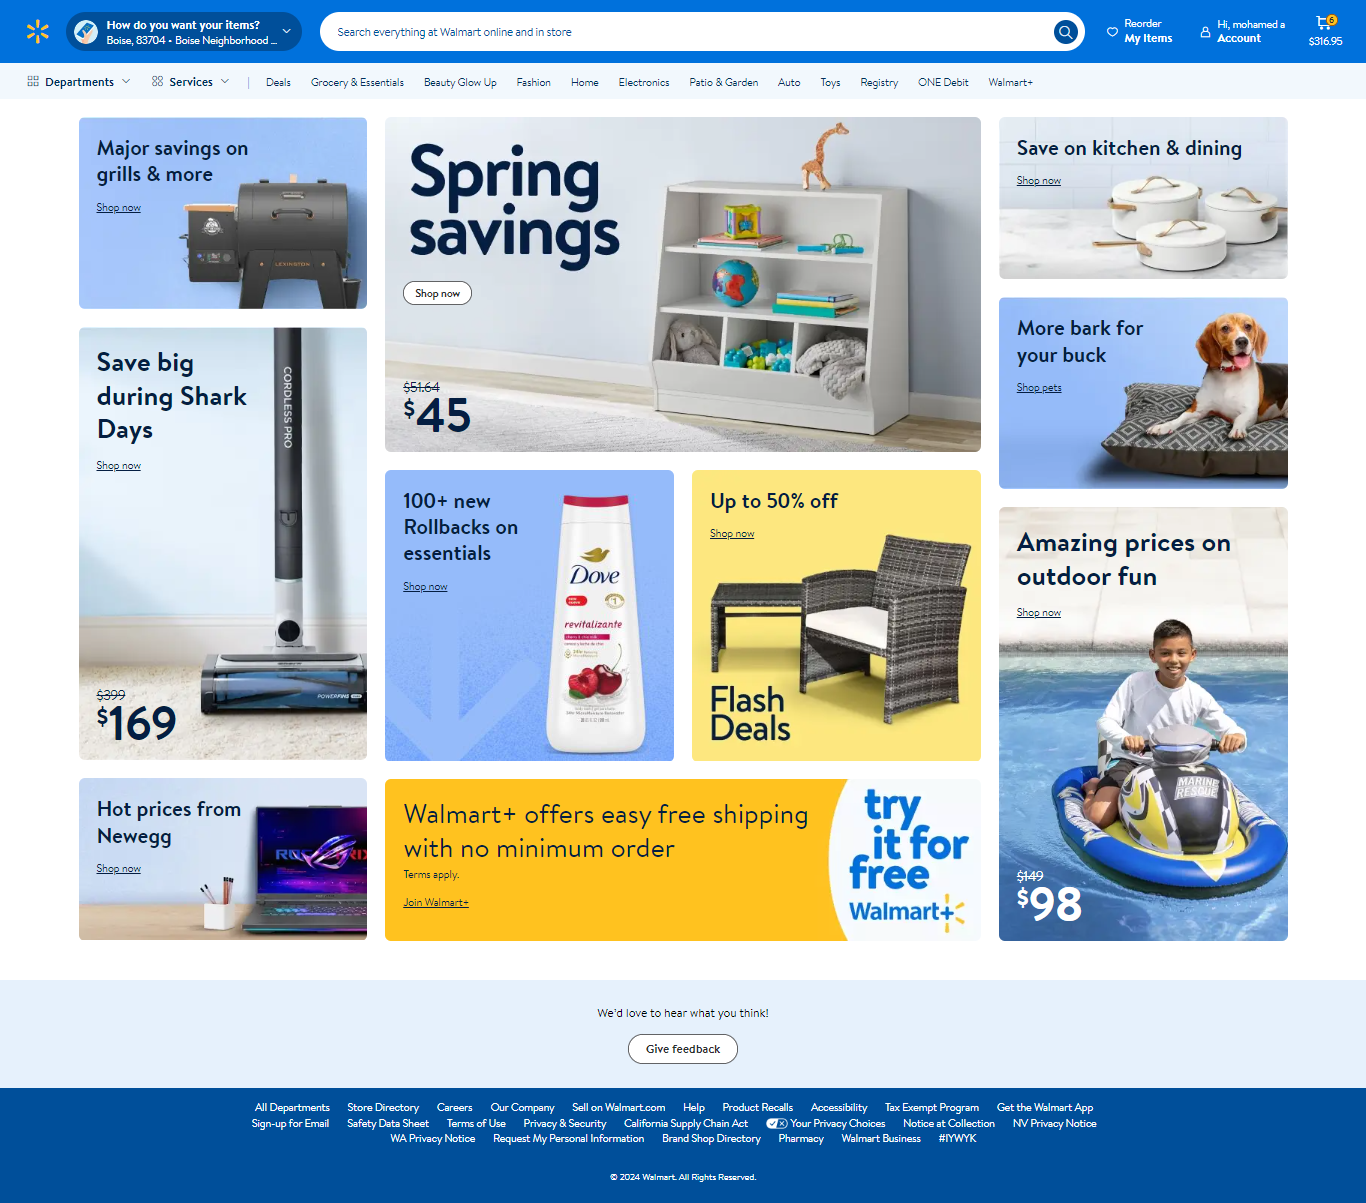 How do you want your items?
Boise, 83704 • Boise Neighborhood ...
Search everything at Walmart online and in store
Reorder
My Items
Hi, mohamed a
Account
6
$316.95
Departments
Services
Deals
Grocery & Essentials
Beauty Glow Up
Fashion
Home
Electronics
Patio & Garden
Auto
Toys
Registry
ONE Debit
Walmart+
Major savings on
grills & more
Shop now
LEXINGTON
Save big
during Shark
Days
Shop now
CORDLESS PRO
POWERFINS
$399
$169
Hot prices from
Newegg
Shop now
Spring
savings
Shop now
$51.64
$45
100+ new
Rollbacks on
essentials
Shop now
Dove
revitalizante
Up to 50% off
Shop now
Flash
Deals
Walmart+ offers easy free shipping
with no minimum order
Terms apply.
Join Walmart+
try
it for
free
Walmart+
Save on kitchen & dining
Shop now
More bark for
your buck
Shop pets
Amazing prices on
outdoor fun
Shop now
MARINE
RESCUE
$149
$98
We'd love to hear what you think!
Give feedback
All Departments
Store Directory
Careers
Our Company
Sell on Walmart.com
Help
Product Recalls
Accessibility
Tax Exempt Program
Get the Walmart App
Sign-up for Email
Safety Data Sheet
Terms of Use
Privacy & Security
California Supply Chain Act
Your Privacy Choices
Notice at Collection
NV Privacy Notice
WA Privacy Notice
Request My Personal Information
Brand Shop Directory
Pharmacy
Walmart Business
#IYWYK
© 2024 Walmart. All Rights Reserved.